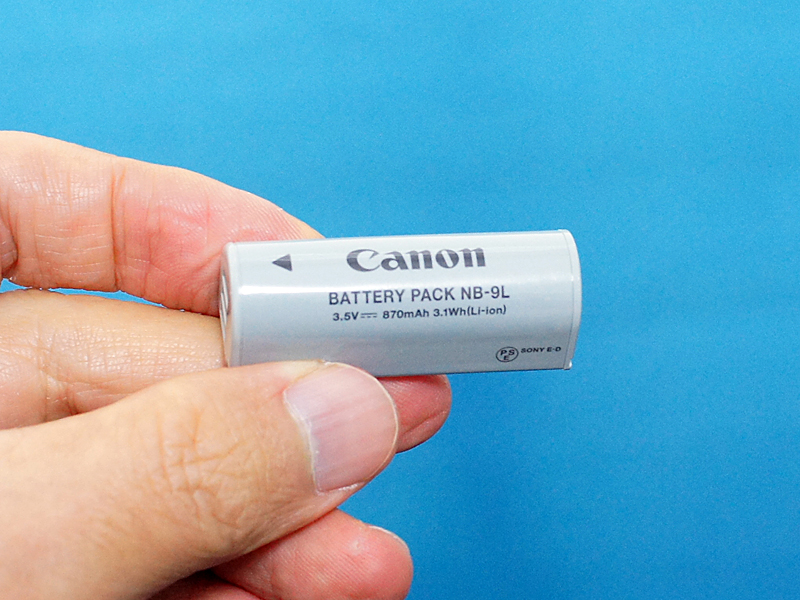 Canon
BATTERY PACK NB-9L
3.5V⎓ 870mAh 3.1Wh(Li-ion)
PS
E
SONY E-D